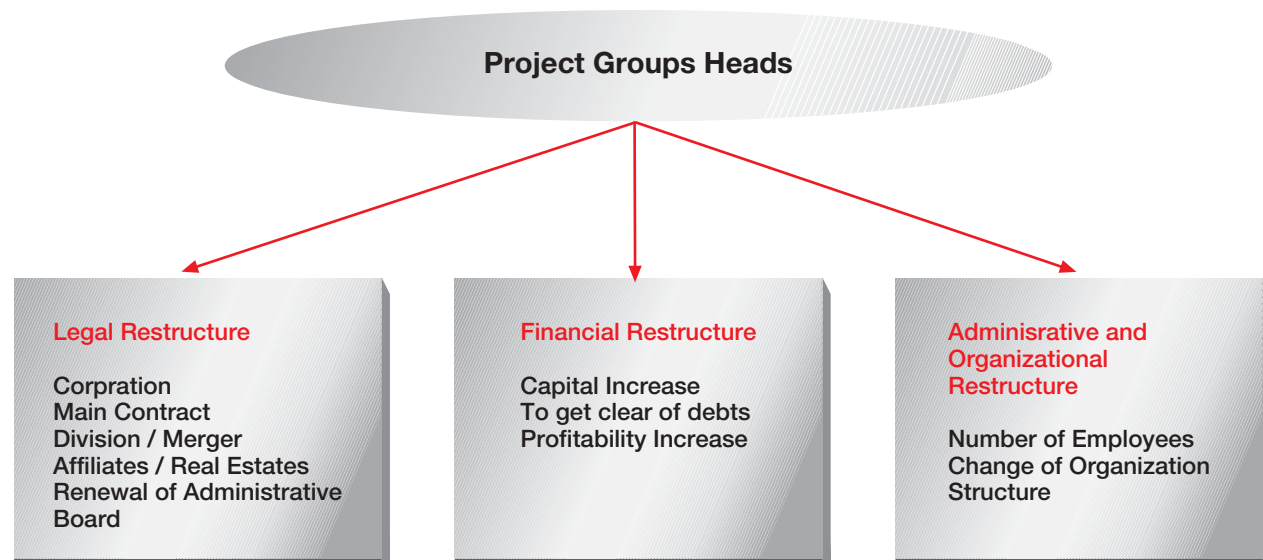 Project Groups Heads
Legal Restructure
Corpration
Main Contract
Division / Merger
Affiliates / Real Estates
Renewal of Administrative
Board
Financial Restructure
Capital Increase
To get clear of debts
Profitability Increase
Adminisrative and
Organizational
Restructure
Number of Employees
Change of Organization
Structure